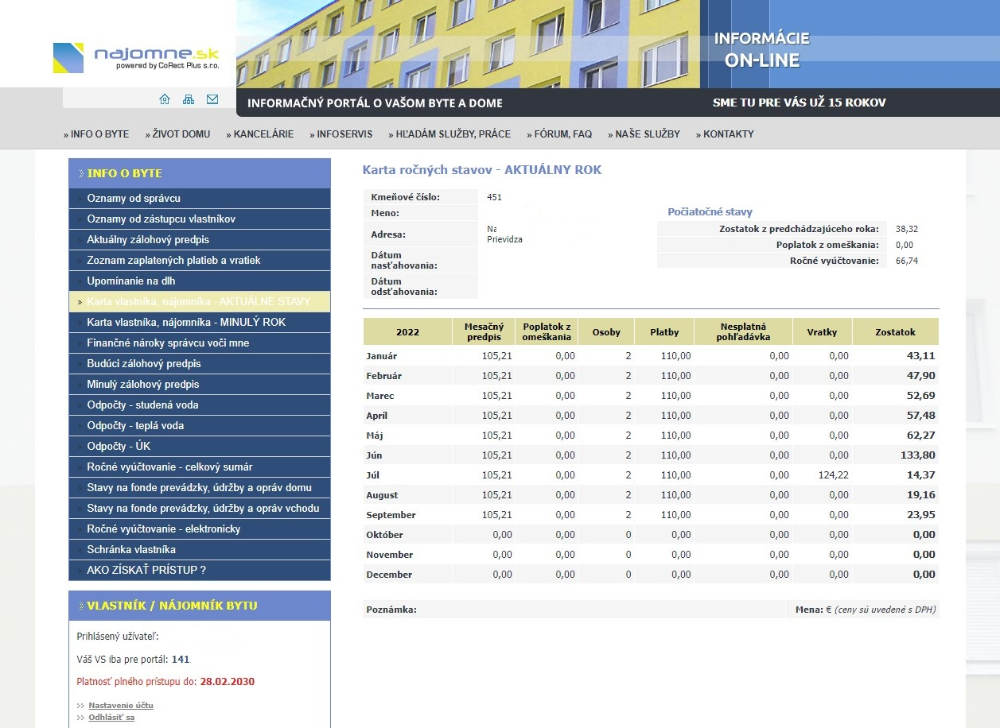 najomne.sk
powered by CoRect Plus s.r.o.
INFORMÁCIE
ON-LINE
INFORMAČNÝ PORTÁL O VAŠOM BYTE A DOME
SME TU PRE VÁS UŽ 15 ROKOV
» INFO O BYTE » ŽIVOT DOMU » KANCELÁRIE » INFOSERVIS » HĽADÁM SLUŽBY, PRÁCE » FÓRUM, FAQ » NAŠE SLUŽBY » KONTAKTY
INFO O BYTE
Oznamy od správcu
Oznamy od zástupcu vlastníkov
Aktuálny zálohový predpis
Zoznam zaplatených platieb a vratiek
Upomínanie na dlh
» Karta vlastníka, nájomníka - AKTUÁLNE STAVY
Karta vlastníka, nájomníka - MINULÝ ROK
Finančné nároky správcu voči mne
Budúci zálohový predpis
Minulý zálohový predpis
Odpočty - studená voda
Odpočty - teplá voda
Odpočty - ÚK
Ročné vyúčtovanie - celkový sumár
Stavy na fonde prevádzky, údržby a opráv domu
Stavy na fonde prevádzky, údržby a opráv vchodu
Ročné vyúčtovanie - elektronicky
Schránka vlastníka
AKO ZÍSKAŤ PRÍSTUP ?
VLASTNÍK / NÁJOMNÍK BYTU
Prihlásený užívateľ:
Váš VS iba pre portál: 141
Platnosť plného prístupu do: 28.02.2030
Nastavenie účtu
Odhlásiť sa
Karta ročných stavov - AKTUÁLNY ROK
Kmeňové číslo: 451
Meno:
Adresa: Na
Prievidza
Dátum
nasťahovania:
Dátum
odsťahovania:
Počiatočné stavy
Zostatok z predchádzajúceho roka: 38,32
Poplatok z omeškania: 0,00
Ročné vyúčtovanie: 66,74
2022 Mesačný predpis Poplatok z omeškania Osoby Platby Nesplatná pohľadávka Vratky Zostatok
Január 105,21 0,00 2 110,00 0,00 0,00 43,11
Február 105,21 0,00 2 110,00 0,00 0,00 47,90
Marec 105,21 0,00 2 110,00 0,00 0,00 52,69
Apríl 105,21 0,00 2 110,00 0,00 0,00 57,48
Máj 105,21 0,00 2 110,00 0,00 0,00 62,27
Jún 105,21 0,00 2 110,00 0,00 0,00 133,80
Júl 105,21 0,00 2 110,00 0,00 124,22 14,37
August 105,21 0,00 2 110,00 0,00 0,00 19,16
September 105,21 0,00 2 110,00 0,00 0,00 23,95
Október 0,00 0,00 0 0,00 0,00 0,00 0,00
November 0,00 0,00 0 0,00 0,00 0,00 0,00
December 0,00 0,00 0 0,00 0,00 0,00 0,00
Poznámka: Mena: € (ceny sú uvedené s DPH)